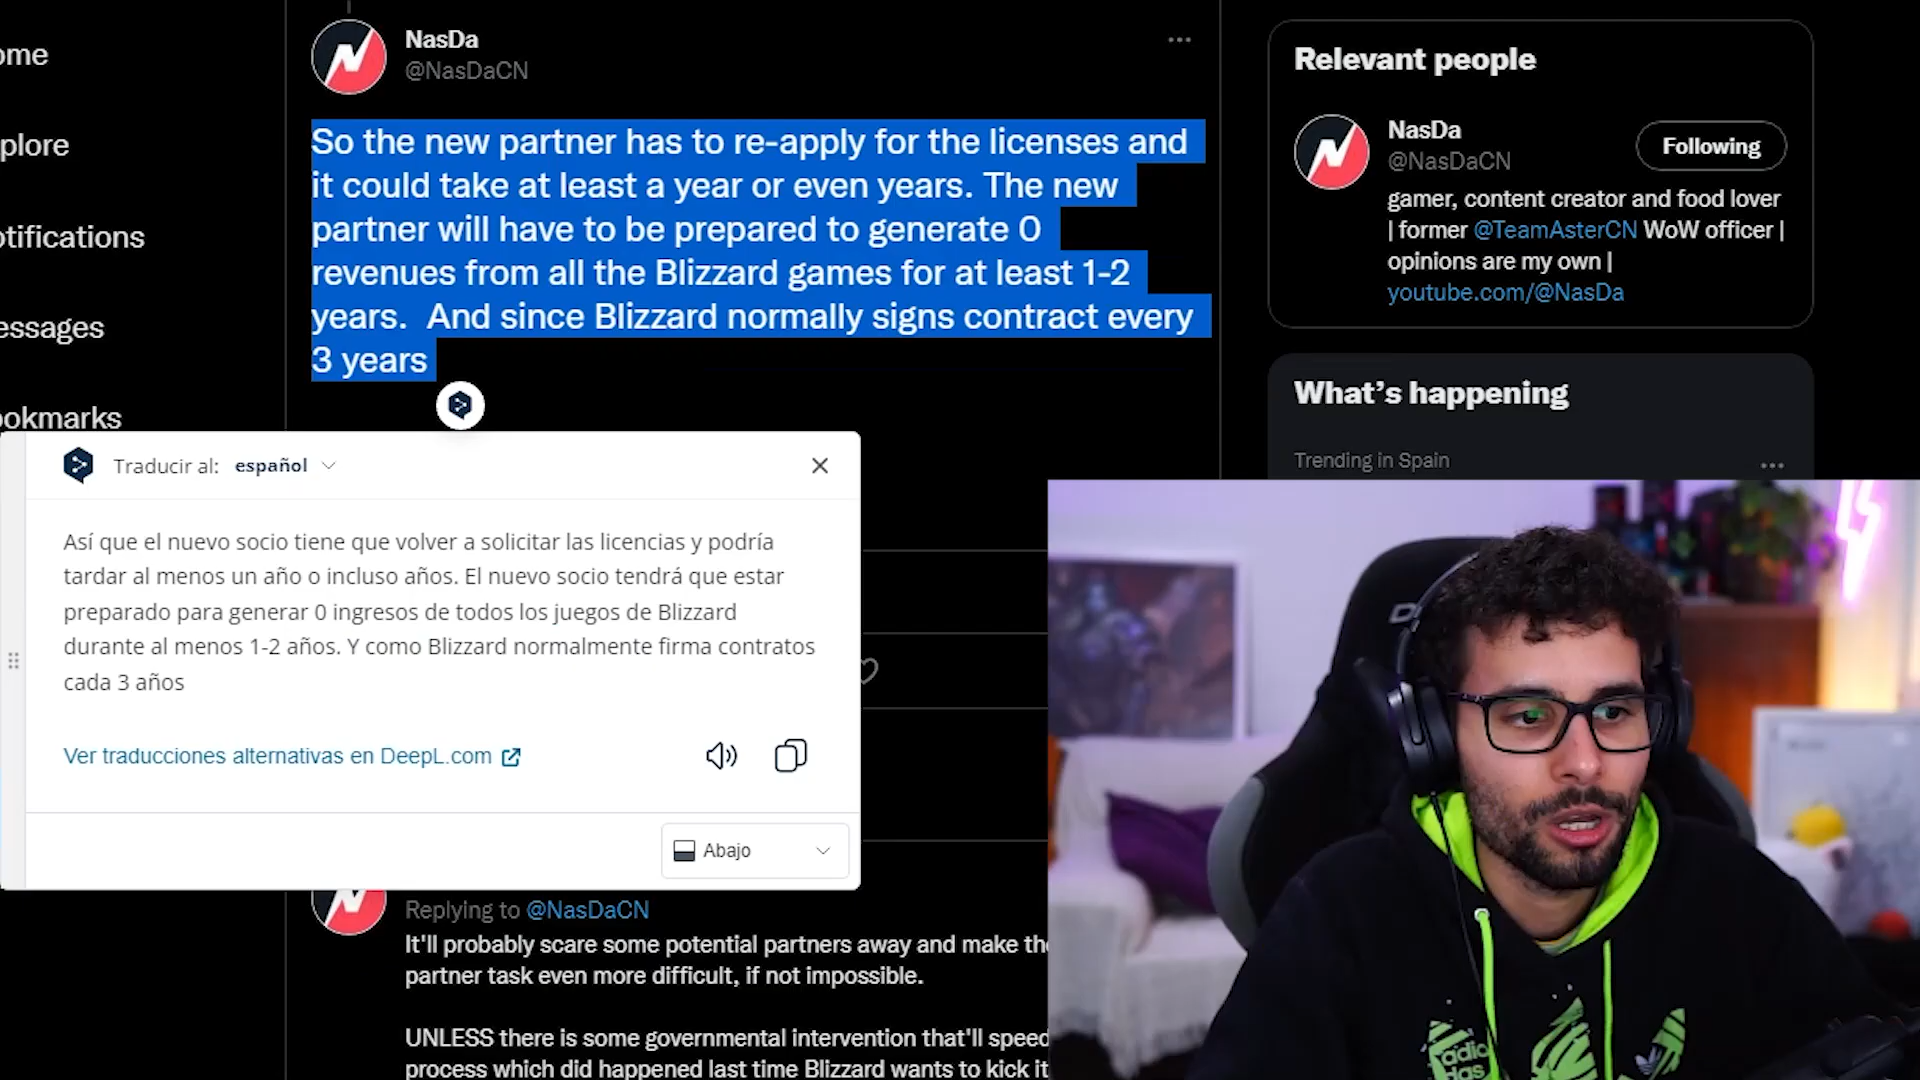 ome
plore
otifications
essages
ookmarks
NasDa
@NasDaCN
So the new partner has to re-apply for the licenses and
it could take at least a year or even years. The new
partner will have to be prepared to generate 0
revenues from all the Blizzard games for at least 1-2
years.  And since Blizzard normally signs contract every
3 years
Traducir al: español
Así que el nuevo socio tiene que volver a solicitar las licencias y podría
tardar al menos un año o incluso años. El nuevo socio tendrá que estar
preparado para generar 0 ingresos de todos los juegos de Blizzard
durante al menos 1-2 años. Y como Blizzard normalmente firma contratos
cada 3 años
Ver traducciones alternativas en DeepL.com
Abajo
Replying to @NasDaCN
It'll probably scare some potential partners away and make the
partner task even more difficult, if not impossible.
UNLESS there is some governmental intervention that'll speed
process which did happened last time Blizzard wants to kick it
Relevant people
NasDa
@NasDaCN
Following
gamer, content creator and food lover
| former @TeamAsterCN WoW officer |
opinions are my own |
youtube.com/@NasDa
What's happening
Trending in Spain
adidas